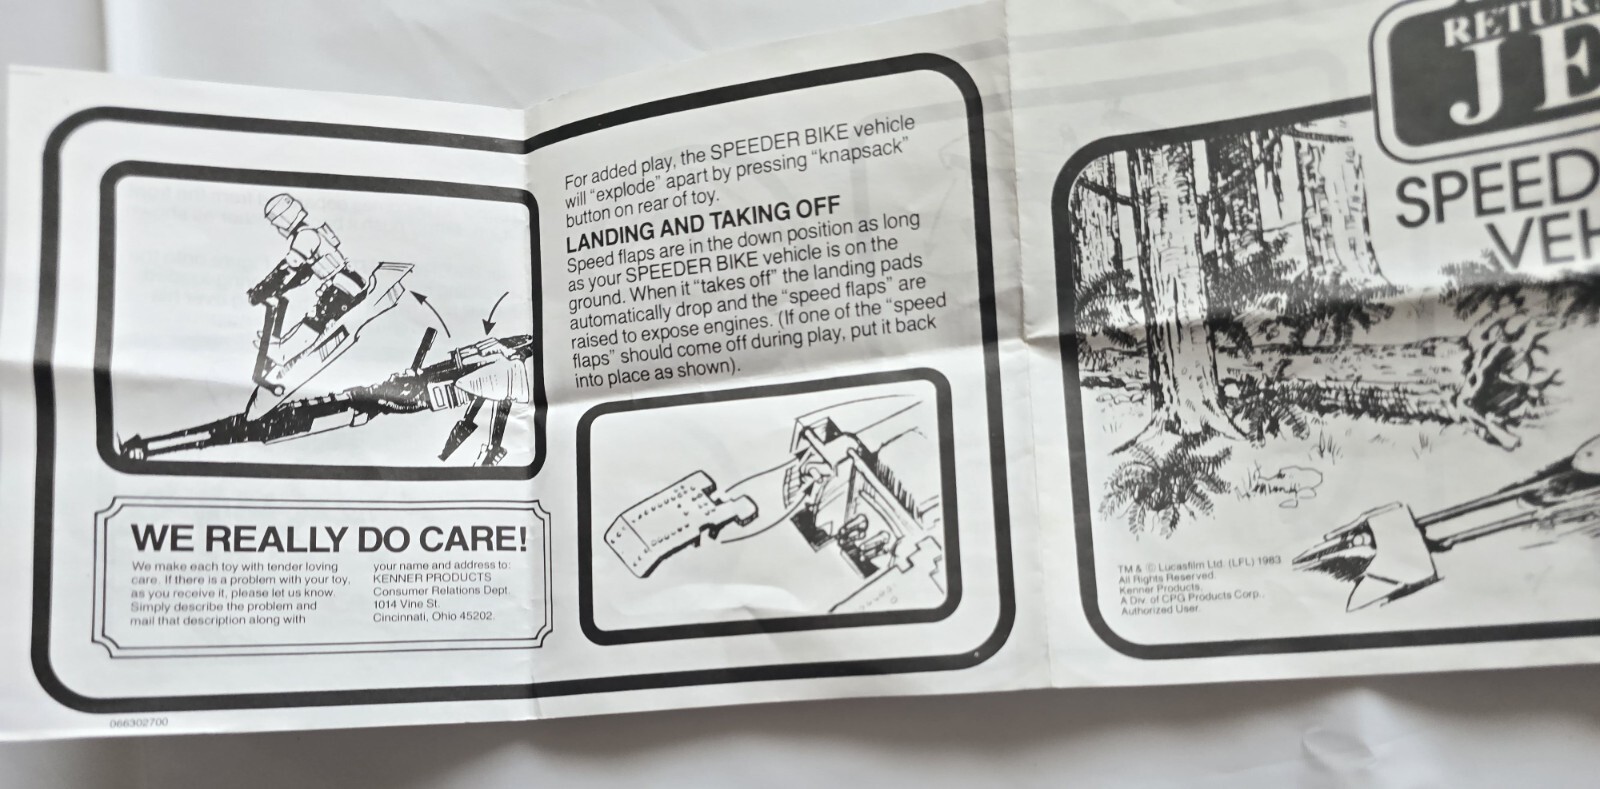 For added play, the SPEEDER BIKE vehicle
will "explode" apart by pressing "knapsack"
button on rear of toy.
LANDING AND TAKING OFF
Speed flaps are in the down position as long
as your SPEEDER BIKE vehicle is on the
ground. When it "takes off" the landing pads
automatically drop and the "speed flaps" are
raised to expose engines. (If one of the "speed
flaps" should come off during play, put it back
into place as shown).
WE REALLY DO CARE!
We make each toy with tender loving
care. If there is a problem with your toy,
as you receive it, please let us know.
Simply describe the problem and
mail that description along with
your name and address to:
KENNER PRODUCTS
Consumer Relations Dept.
1014 Vine St.
Cincinnati, Ohio 45202.
066302700
RETUR
JE
SPEED
VEH
TM & © Lucasfilm Ltd. (LFL) 1983
All Rights Reserved.
Kenner Products.
A Div. of CPG Products Corp.,
Authorized User.